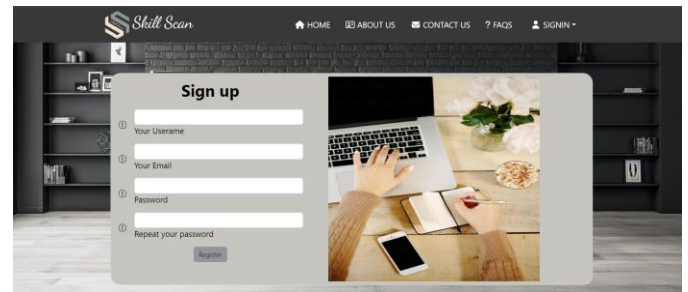 Skill Scan
HOME
ABOUT US
CONTACT US
? FAQS
SIGNIN
Sign up
Your Userame
Your Email
Password
Repeat your password
Register